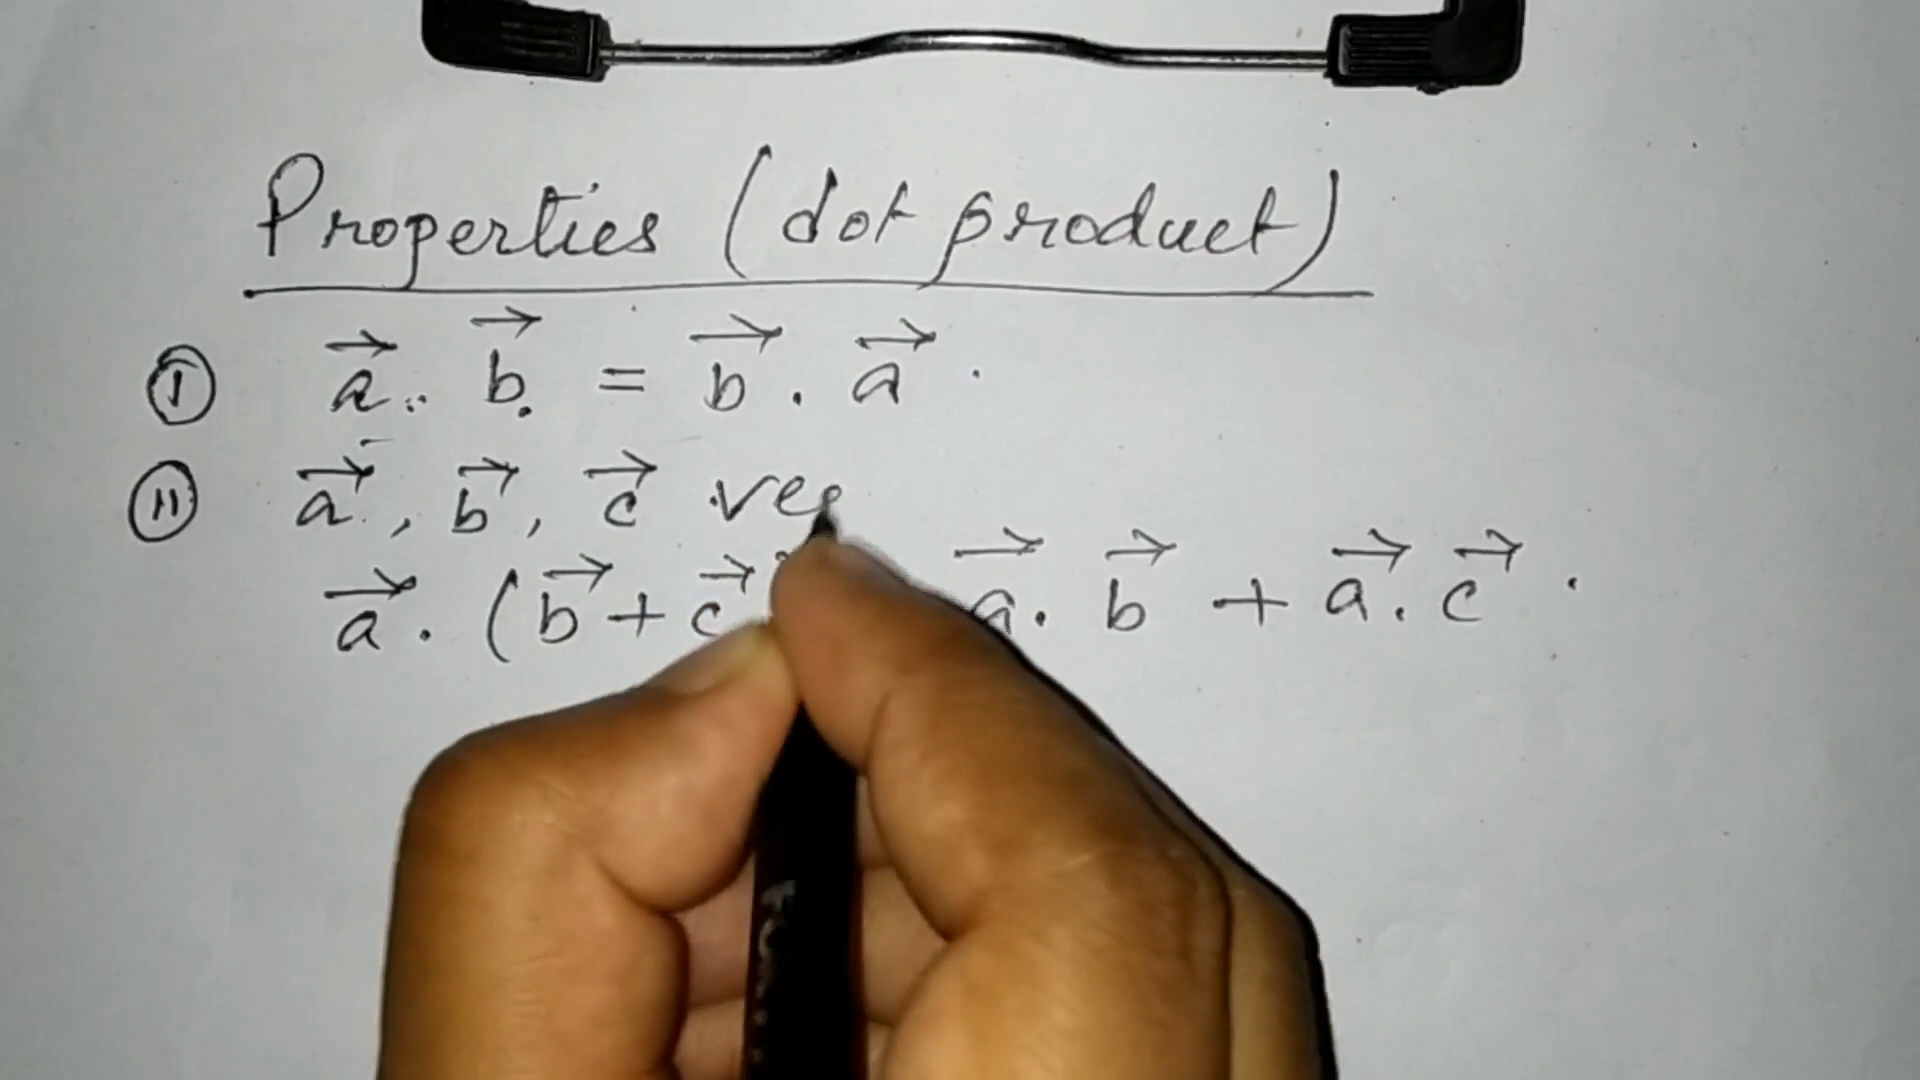 Properties (dot product)
I a⃗ . b⃗ = b⃗ . a⃗ .
II a⃗ , b⃗ , c⃗ vec
a⃗ . (b⃗ + c⃗ a⃗ . b⃗ + a⃗ . c⃗ .